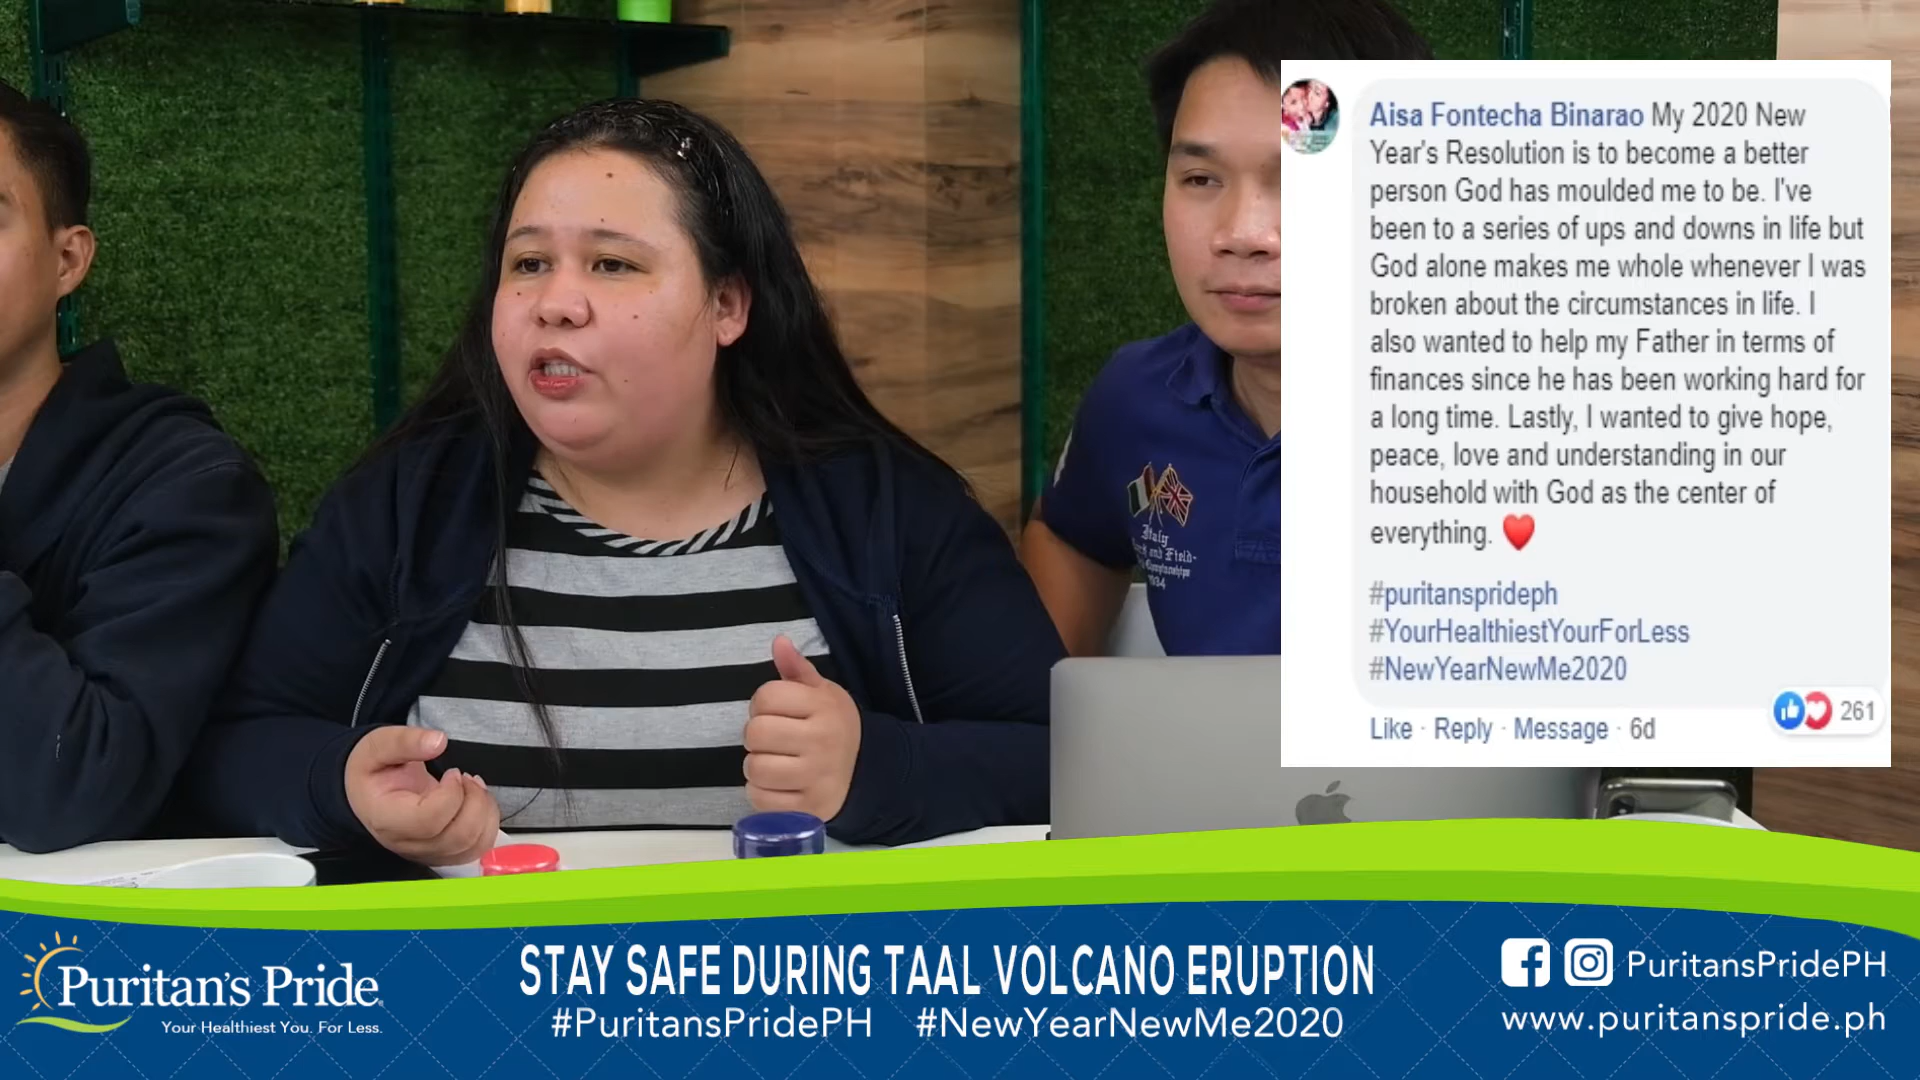 Aisa Fontecha Binarao My 2020 New
Year's Resolution is to become a better
person God has moulded me to be. I've
been to a series of ups and downs in life but
God alone makes me whole whenever I was
broken about the circumstances in life. I
also wanted to help my Father in terms of
finances since he has been working hard for
a long time. Lastly, I wanted to give hope,
peace, love and understanding in our
household with God as the center of
everything. ❤️
#puritansprideph
#YourHealthiestYourForLess
#NewYearNewMe2020
261
Like · Reply · Message · 6d
Italy
and Field-
Championships
1934
Puritan's Pride®
Your Healthiest You. For Less.
STAY SAFE DURING TAAL VOLCANO ERUPTION
#PuritansPridePH #NewYearNewMe2020
PuritansPridePH
www.puritanspride.ph